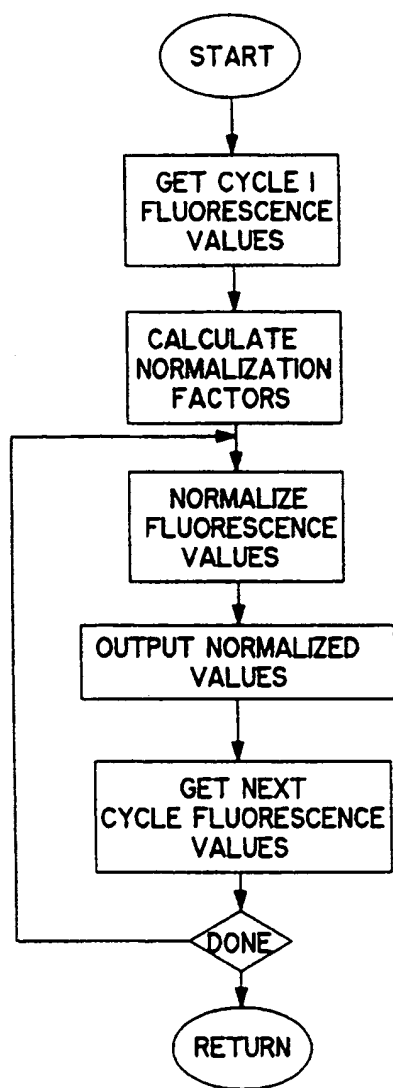 START
GET CYCLE I
FLUORESCENCE
VALUES
CALCULATE
NORMALIZATION
FACTORS
NORMALIZE
FLUORESCENCE
VALUES
OUTPUT NORMALIZED
VALUES
GET NEXT
CYCLE FLUORESCENCE
VALUES
DONE
RETURN